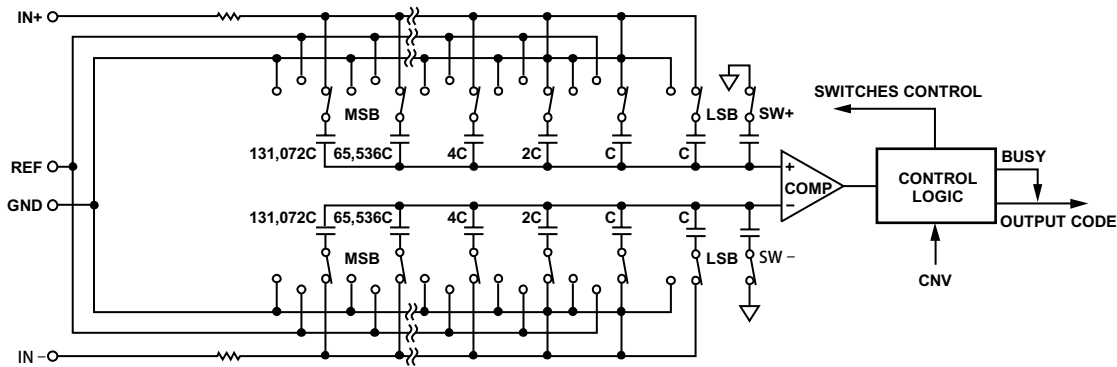 IN+
MSB
LSB
SW+
131,072C
65,536C
4C
2C
C
C
SWITCHES CONTROL
REF
GND
COMP
+
−
CONTROL
LOGIC
BUSY
OUTPUT CODE
CNV
131,072C
65,536C
4C
2C
C
C
MSB
LSB
SW −
IN −